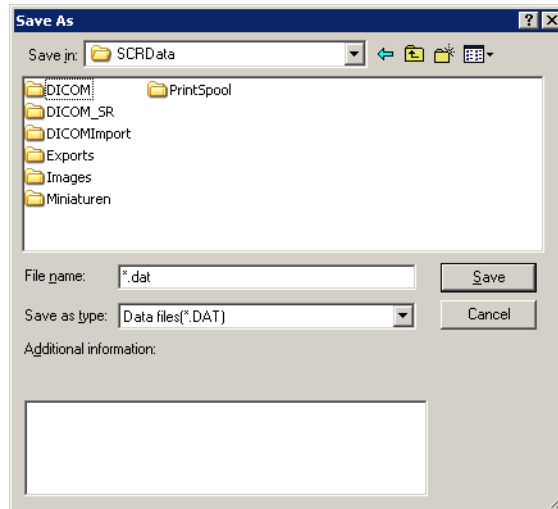 Save As
Save in: SCRData
DICOM PrintSpool
DICOM_SR
DICOMImport
Exports
Images
Miniaturen
File name: *.dat Save
Save as type: Data files(*.DAT) Cancel
Additional information: